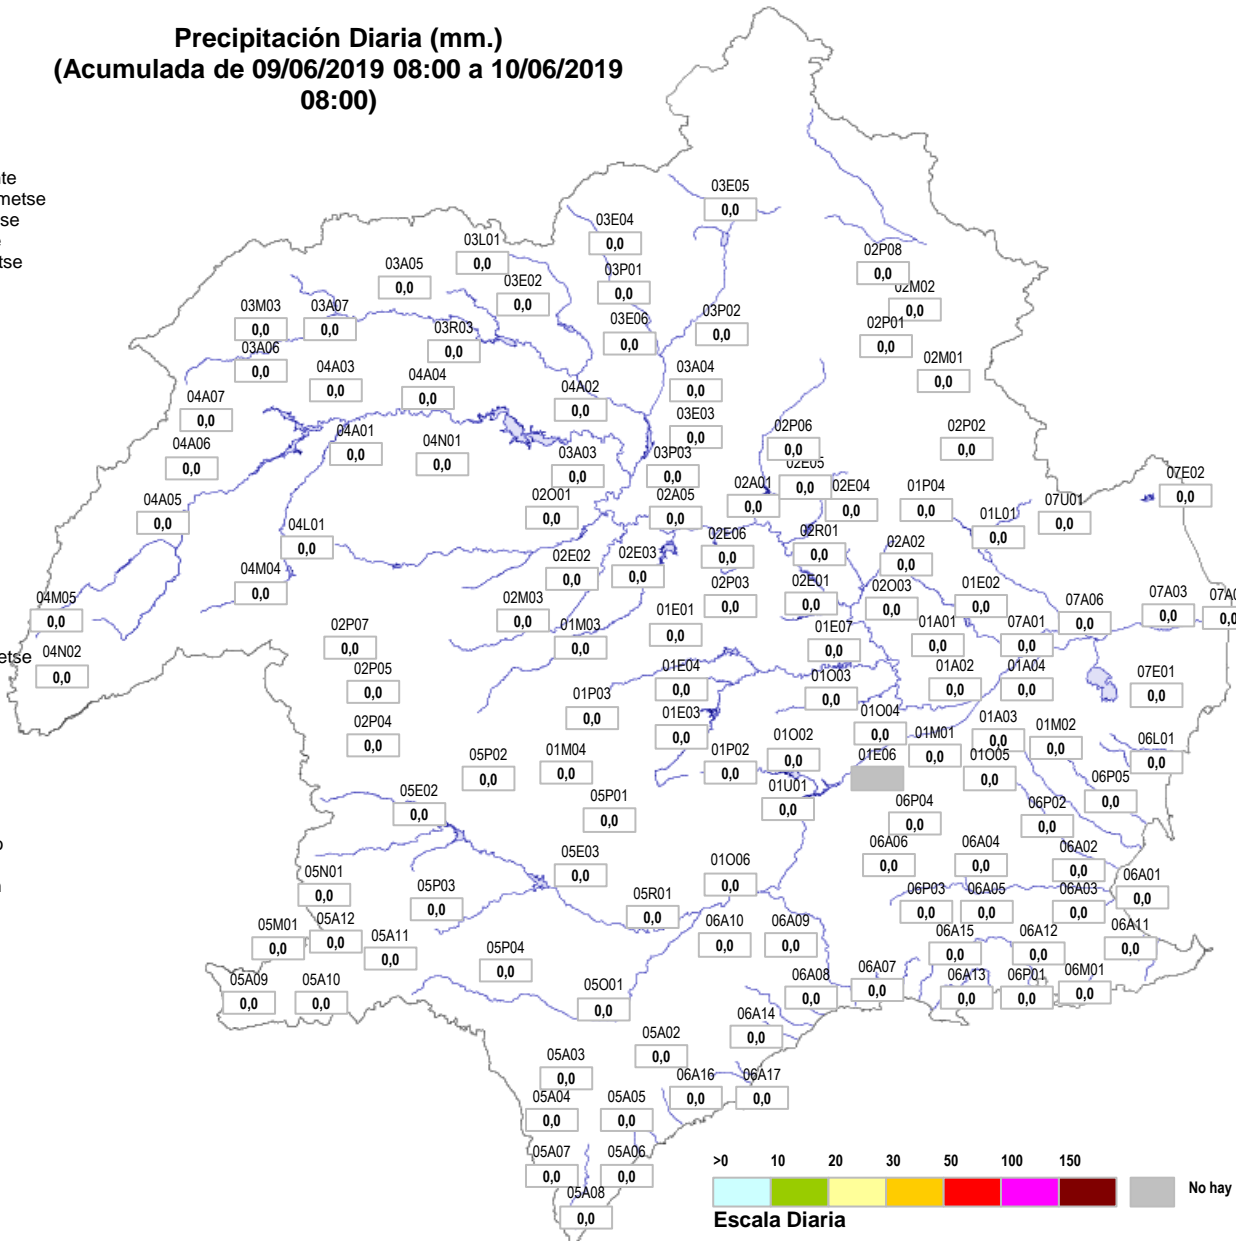 Precipitación Diaria (mm.)
(Acumulada de 09/06/2019 08:00 a 10/06/2019
08:00)
03E05
0,0
03E04
0,0
03L01
0,0
02P08
0,0
03A05
0,0
03P01
0,0
03E02
0,0
02M02
0,0
03M03
0,0
03A07
0,0
03R03
0,0
03E06
0,0
03P02
0,0
02P01
0,0
03A06
0,0
04A03
0,0
04A04
0,0
03A04
0,0
02M01
0,0
04A07
0,0
04A02
0,0
03E03
0,0
04A01
0,0
04N01
0,0
02P06
0,0
02P02
0,0
04A06
0,0
03A03
0,0
03P03
0,0
02E05
0,0
07E02
0,0
04A05
0,0
02O01
0,0
02A05
0,0
02A01
0,0
02E04
0,0
01P04
0,0
07U01
0,0
01L01
0,0
04L01
0,0
02E02
0,0
02E03
0,0
02E06
0,0
02R01
0,0
02A02
0,0
04M04
0,0
02P03
0,0
02E01
0,0
02O03
0,0
01E02
0,0
07A03
0,0
04M05
0,0
02M03
0,0
01E01
0,0
07A06
0,0
02P07
0,0
01M03
0,0
01E07
0,0
01A01
0,0
07A01
0,0
etse
04N02
0,0
02P05
0,0
01E04
0,0
01O03
0,0
01A02
0,0
01A04
0,0
07E01
0,0
01P03
0,0
01E03
0,0
01O04
0,0
01A03
0,0
01M02
0,0
02P04
0,0
01O02
0,0
01M01
0,0
06L01
0,0
05P02
0,0
01M04
0,0
01P02
0,0
01E06
01O05
0,0
06P05
0,0
05E02
0,0
05P01
0,0
01U01
0,0
06P04
0,0
06P02
0,0
05E03
0,0
01O06
0,0
06A06
0,0
06A04
0,0
06A02
0,0
05N01
0,0
05P03
0,0
05R01
0,0
06P03
0,0
06A05
0,0
06A03
0,0
06A01
0,0
05M01
0,0
05A12
0,0
05A11
0,0
06A10
0,0
06A09
0,0
06A15
0,0
06A12
0,0
06A11
0,0
05P04
0,0
05A09
0,0
05A10
0,0
05O01
0,0
06A08
0,0
06A07
0,0
06A13
0,0
06P01
0,0
06M01
0,0
06A14
0,0
05A02
0,0
05A03
0,0
06A16
0,0
06A17
0,0
05A04
0,0
05A05
0,0
05A07
0,0
05A06
0,0
05A08
0,0
>0 10 20 30 50 100 150
No hay
Escala Diaria